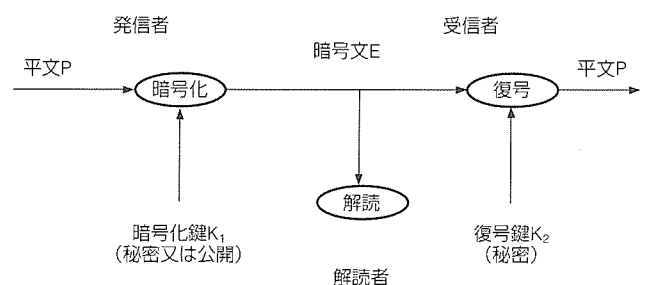 発信者
受信者
暗号文E
平文P
平文P
暗号化
復号
解読
暗号化鍵K₁
（秘密又は公開）
復号鍵K₂
（秘密）
解読者